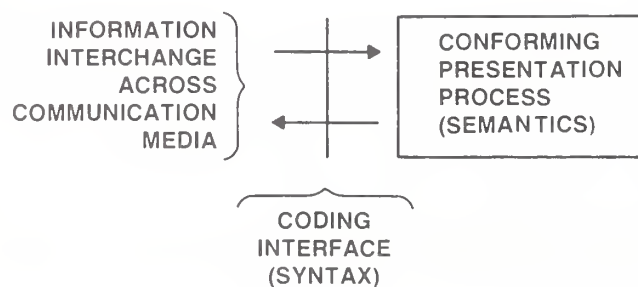 INFORMATION
INTERCHANGE
ACROSS
COMMUNICATION
MEDIA
CONFORMING
PRESENTATION
PROCESS
(SEMANTICS)
CODING
INTERFACE
(SYNTAX)